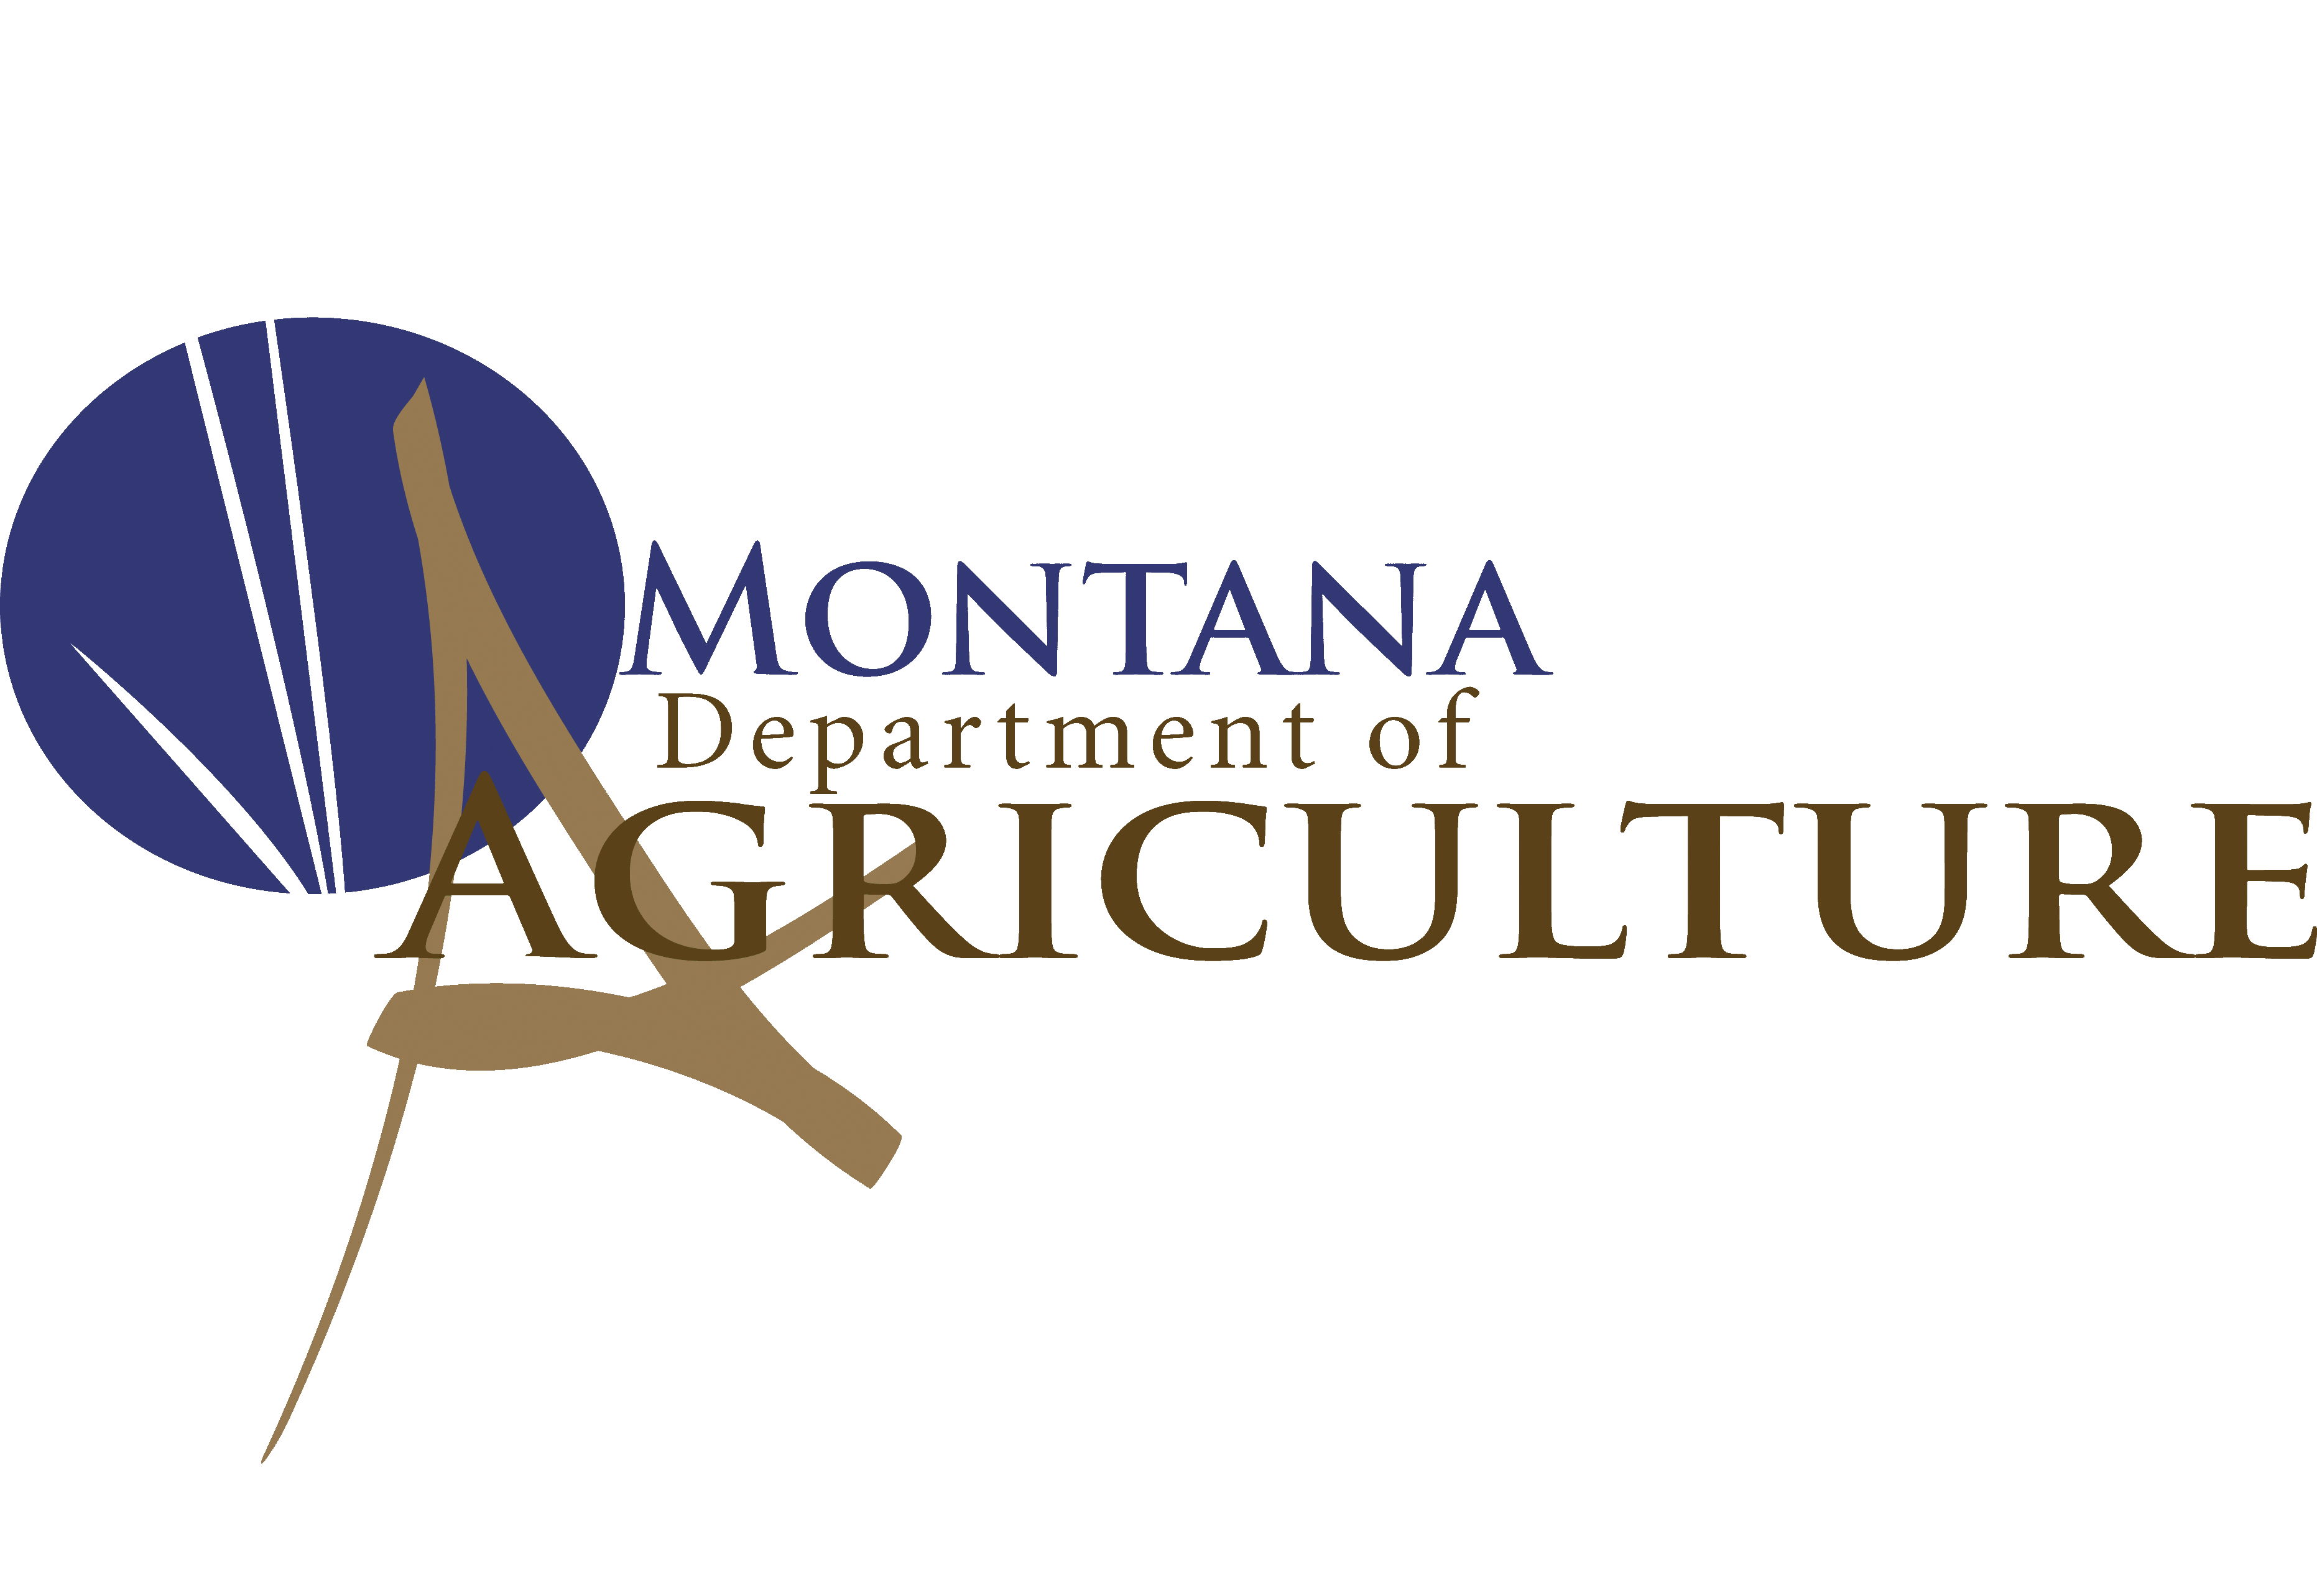 MONTANA
Department of
AGRICULTURE